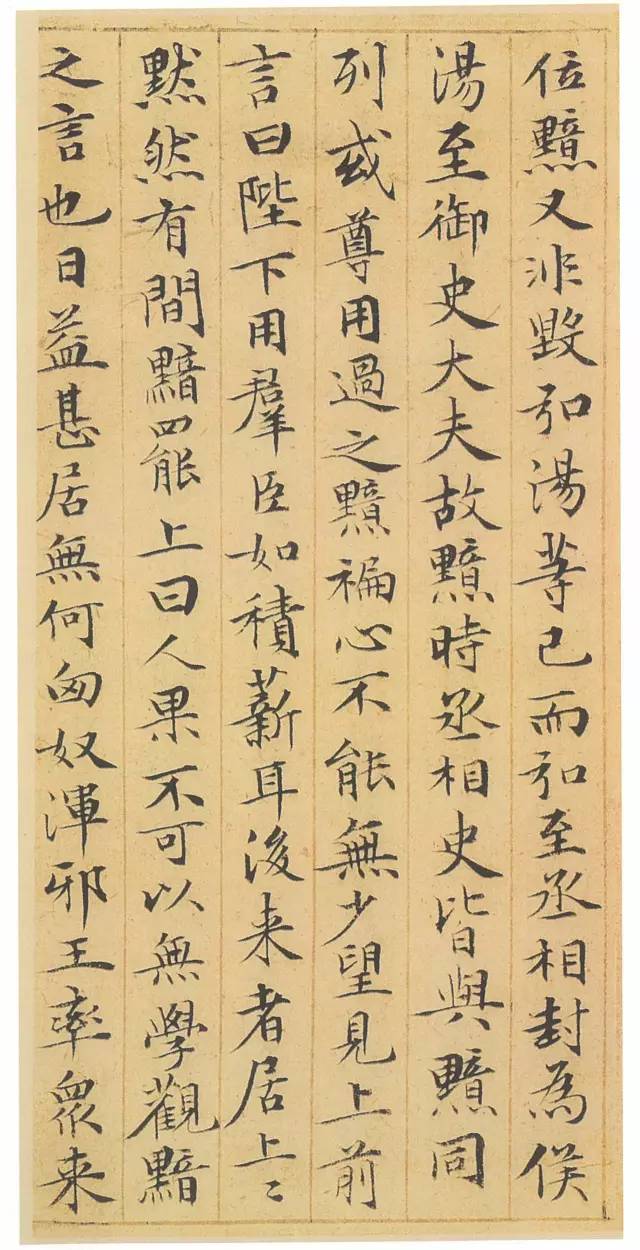 位黯又非毀弘湯等已而弘至丞相封為侯
湯至御史大夫故黯時丞相史皆與黯同
列或尊用過之黯褊心不能無少望見上前
言曰陛下用羣臣如積薪耳後来者居上〻
黙然有間黯罷上曰人果不可以無學觀黯
之言也日益甚居無何匈奴渾邪王率衆来